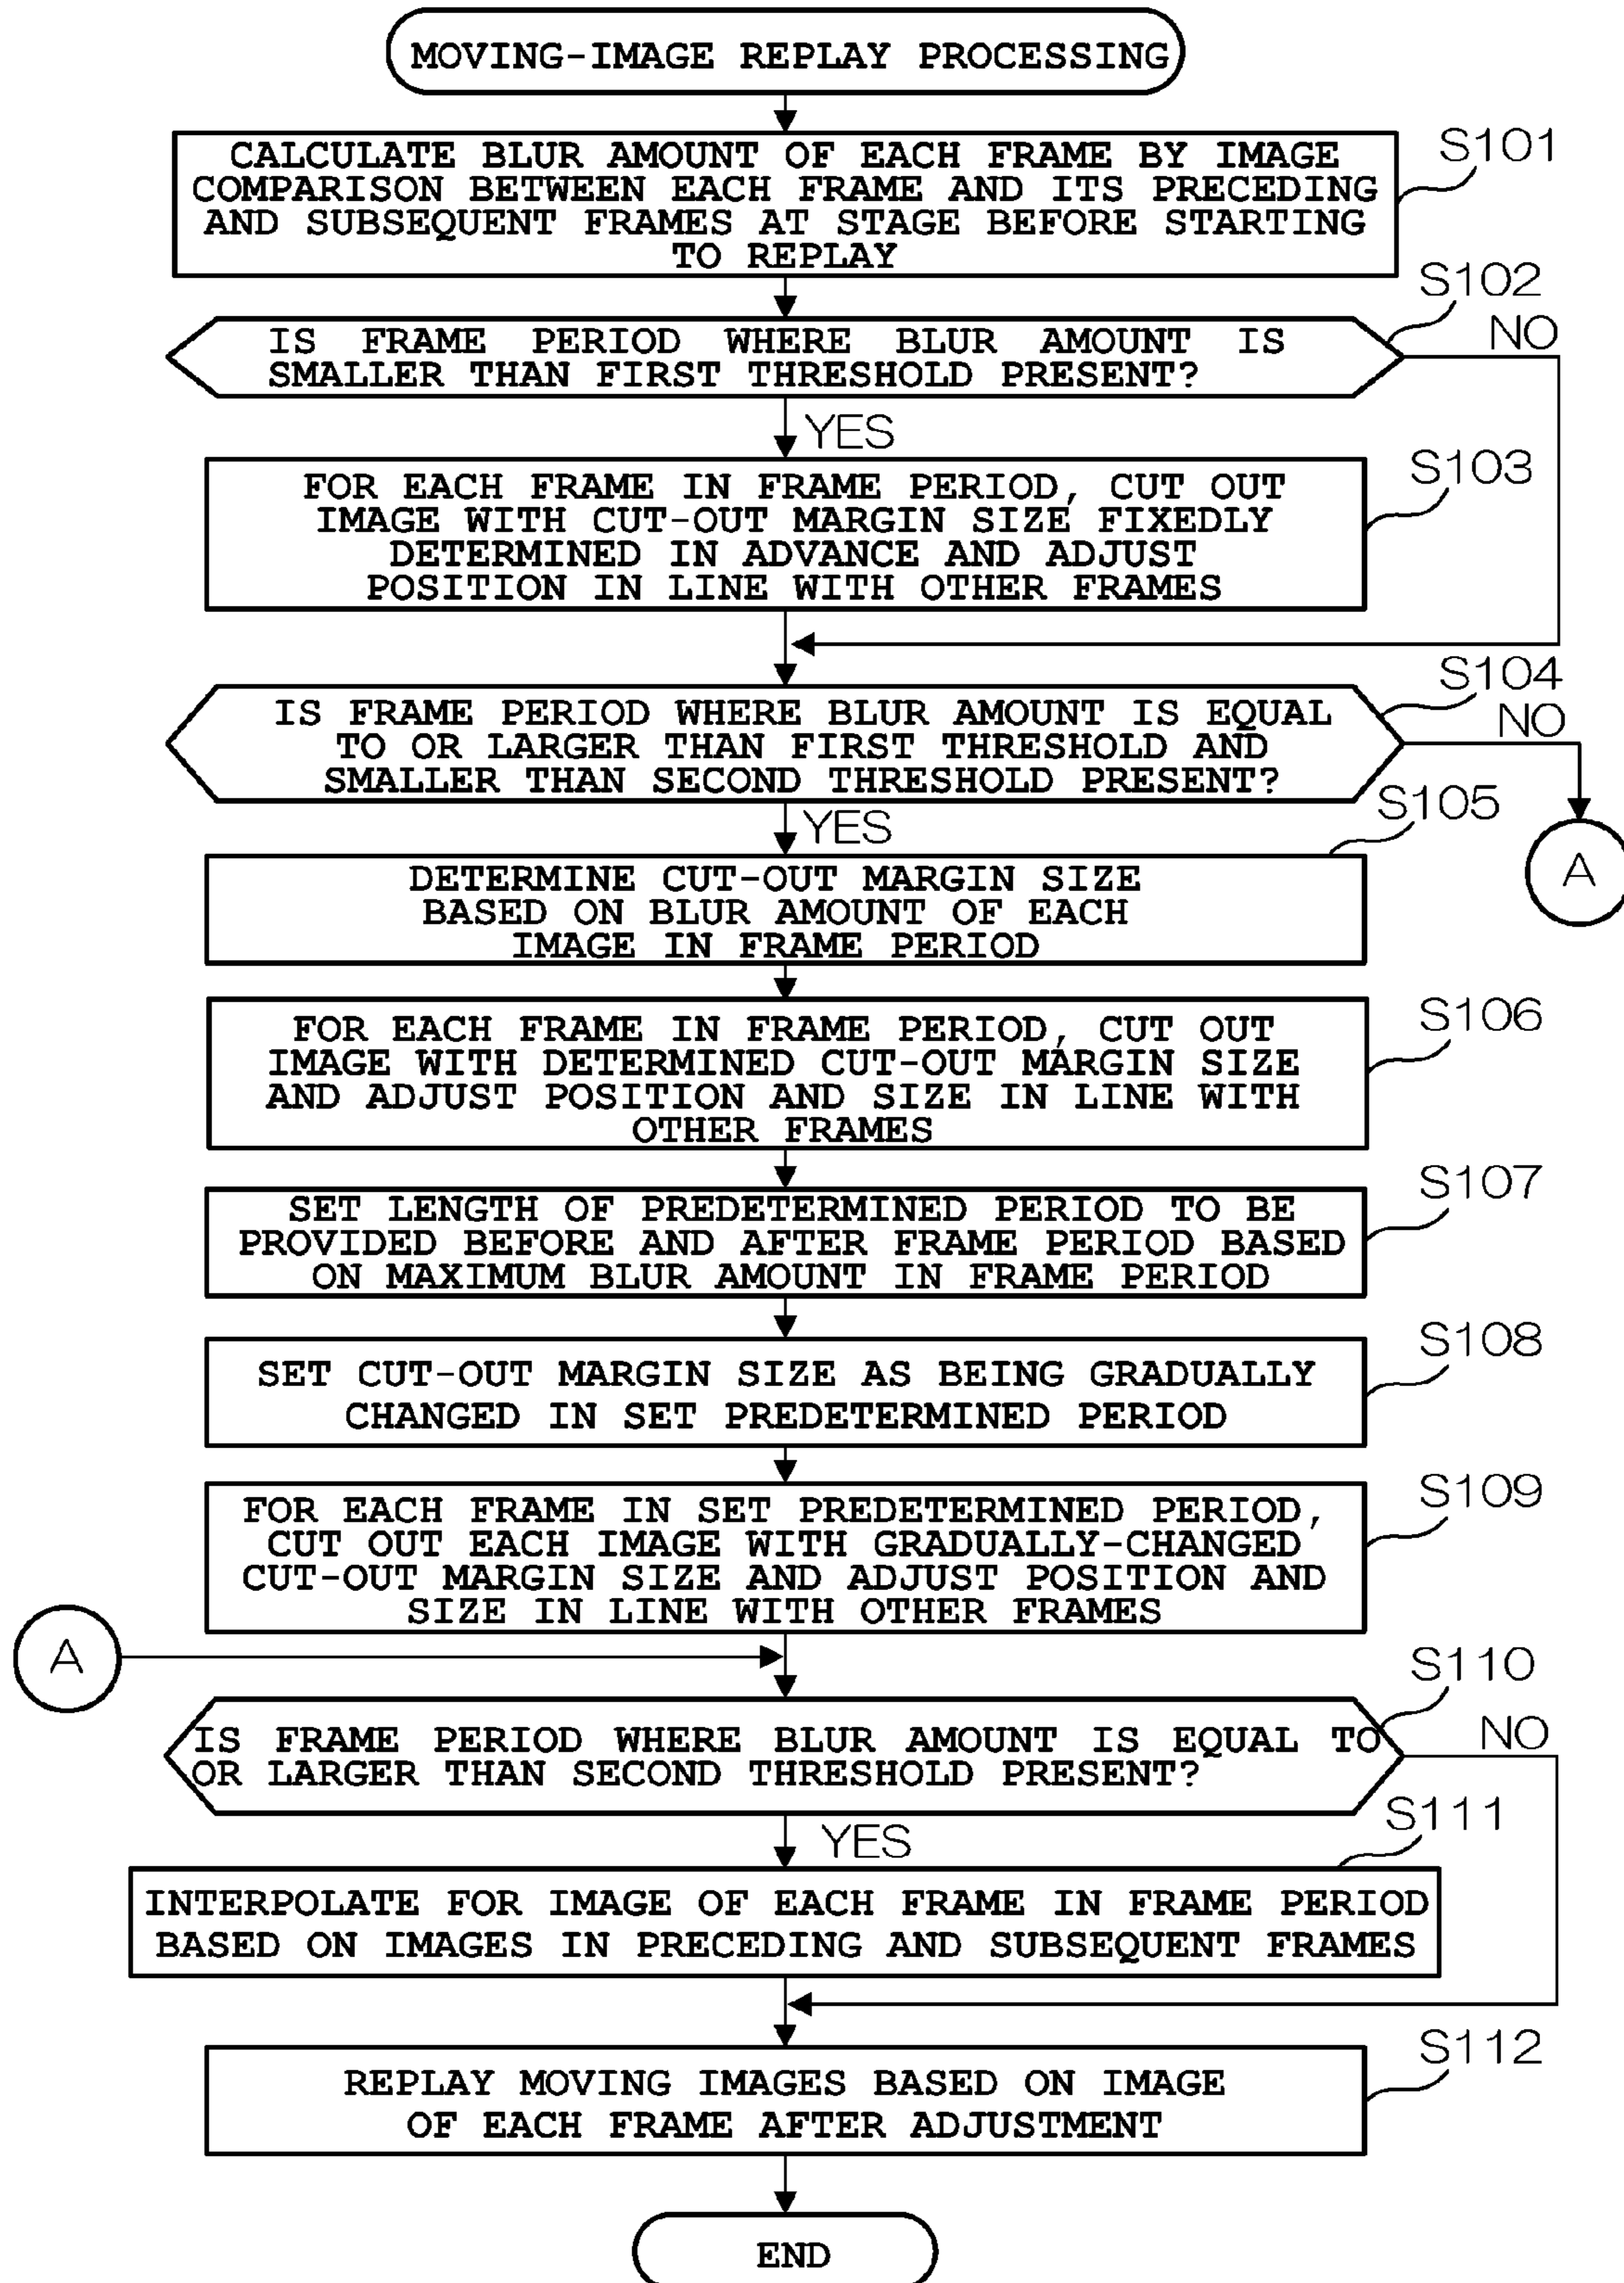 MOVING-IMAGE REPLAY PROCESSING
S101
CALCULATE BLUR AMOUNT OF EACH FRAME BY IMAGE
COMPARISON BETWEEN EACH FRAME AND ITS PRECEDING
AND SUBSEQUENT FRAMES AT STAGE BEFORE STARTING
TO REPLAY
S102
IS FRAME PERIOD WHERE BLUR AMOUNT IS
SMALLER THAN FIRST THRESHOLD PRESENT?
NO
YES
S103
FOR EACH FRAME IN FRAME PERIOD, CUT OUT
IMAGE WITH CUT-OUT MARGIN SIZE FIXEDLY
DETERMINED IN ADVANCE AND ADJUST
POSITION IN LINE WITH OTHER FRAMES
S104
IS FRAME PERIOD WHERE BLUR AMOUNT IS EQUAL
TO OR LARGER THAN FIRST THRESHOLD AND
SMALLER THAN SECOND THRESHOLD PRESENT?
NO
A
YES
S105
DETERMINE CUT-OUT MARGIN SIZE
BASED ON BLUR AMOUNT OF EACH
IMAGE IN FRAME PERIOD
S106
FOR EACH FRAME IN FRAME PERIOD, CUT OUT
IMAGE WITH DETERMINED CUT-OUT MARGIN SIZE
AND ADJUST POSITION AND SIZE IN LINE WITH
OTHER FRAMES
S107
SET LENGTH OF PREDETERMINED PERIOD TO BE
PROVIDED BEFORE AND AFTER FRAME PERIOD BASED
ON MAXIMUM BLUR AMOUNT IN FRAME PERIOD
S108
SET CUT-OUT MARGIN SIZE AS BEING GRADUALLY
CHANGED IN SET PREDETERMINED PERIOD
S109
FOR EACH FRAME IN SET PREDETERMINED PERIOD,
CUT OUT EACH IMAGE WITH GRADUALLY-CHANGED
CUT-OUT MARGIN SIZE AND ADJUST POSITION AND
SIZE IN LINE WITH OTHER FRAMES
A
S110
IS FRAME PERIOD WHERE BLUR AMOUNT IS EQUAL TO
OR LARGER THAN SECOND THRESHOLD PRESENT?
NO
YES
S111
INTERPOLATE FOR IMAGE OF EACH FRAME IN FRAME PERIOD
BASED ON IMAGES IN PRECEDING AND SUBSEQUENT FRAMES
S112
REPLAY MOVING IMAGES BASED ON IMAGE
OF EACH FRAME AFTER ADJUSTMENT
END